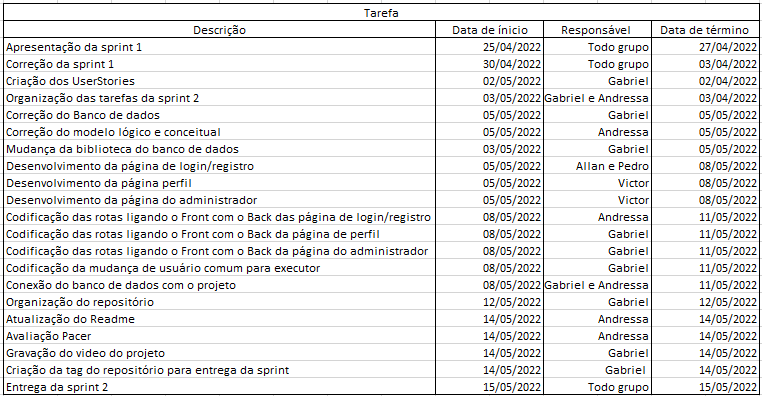 Tarefa
Descrição Data de ínicio Responsável Data de término
Apresentação da sprint 1 25/04/2022 Todo grupo 27/04/2022
Correção da sprint 1 30/04/2022 Todo grupo 03/04/2022
Criação dos UserStories 02/05/2022 Gabriel 02/04/2022
Organização das tarefas da sprint 2 03/05/2022 Gabriel e Andressa 03/04/2022
Correção do Banco de dados 05/05/2022 Gabriel 05/05/2022
Correção do modelo lógico e conceitual 05/05/2022 Andressa 05/05/2022
Mudança da biblioteca do banco de dados 03/05/2022 Gabriel 05/05/2022
Desenvolvimento da página de login/registro 05/05/2022 Allan e Pedro 08/05/2022
Desenvolvimento da página perfil 05/05/2022 Victor 08/05/2022
Desenvolvimento da página do administrador 05/05/2022 Victor 08/05/2022
Codificação das rotas ligando o Front com o Back das página de login/registro 08/05/2022 Andressa 11/05/2022
Codificação das rotas ligando o Front com o Back da página de perfil 08/05/2022 Gabriel 11/05/2022
Codificação das rotas ligando o Front com o Back da página do administrador 08/05/2022 Gabriel 11/05/2022
Codificação da mudança de usuário comum para executor 08/05/2022 Gabriel 11/05/2022
Conexão do banco de dados com o projeto 08/05/2022 Gabriel e Andressa 11/05/2022
Organização do repositório 12/05/2022 Gabriel 12/05/2022
Atualização do Readme 14/05/2022 Andressa 14/05/2022
Avaliação Pacer 14/05/2022 Andressa 14/05/2022
Gravação do video do projeto 14/05/2022 Gabriel 14/05/2022
Criação da tag do repositório para entrega da sprint 14/05/2022 Gabriel 14/05/2022
Entrega da sprint 2 15/05/2022 Todo grupo 15/05/2022